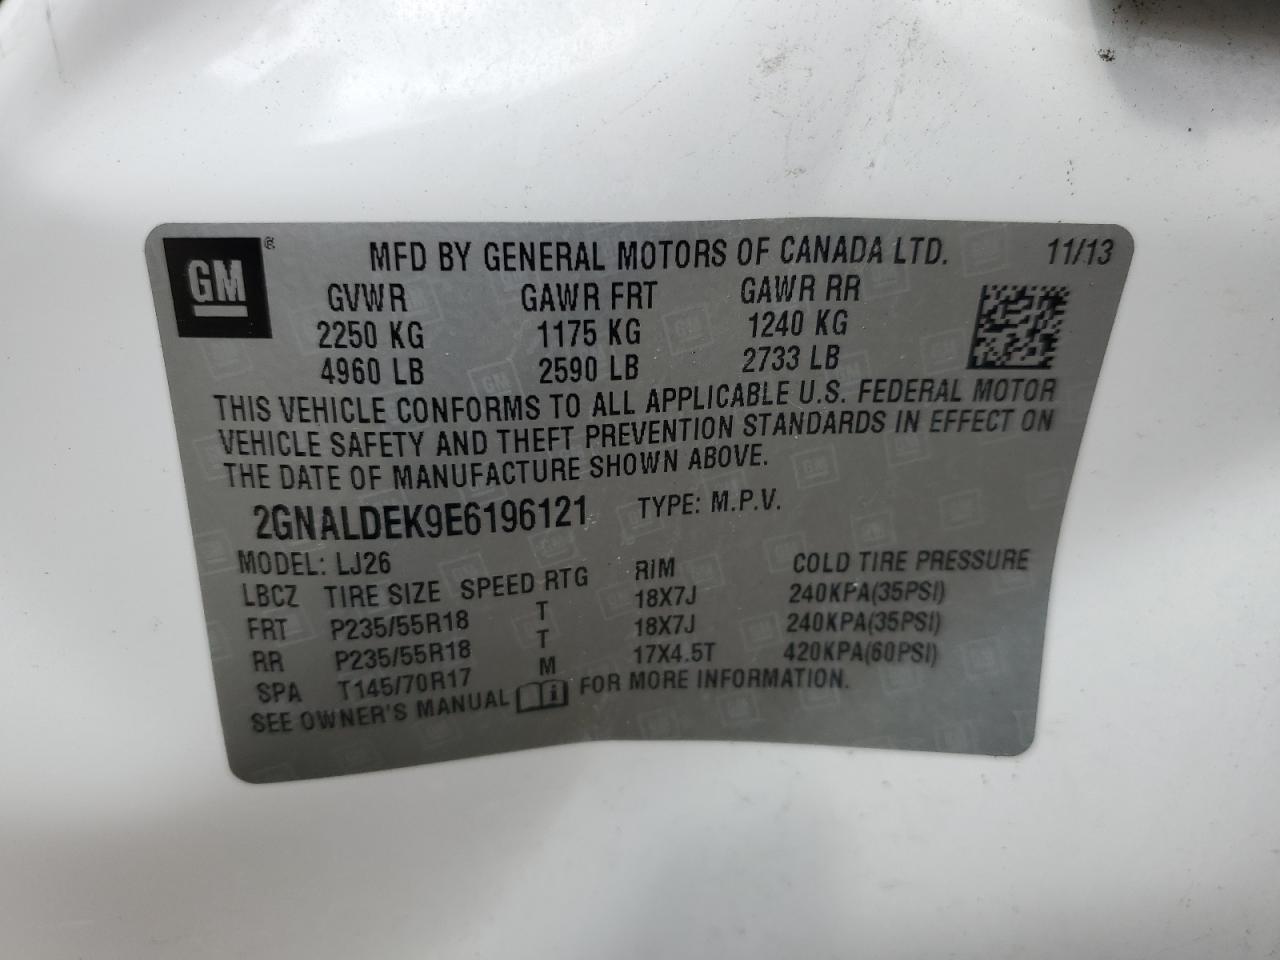 GM ® MFD BY GENERAL MOTORS OF CANADA LTD. 11/13
GVWR GAWR FRT GAWR RR
2250 KG 1175 KG 1240 KG
4960 LB 2590 LB 2733 LB
THIS VEHICLE CONFORMS TO ALL APPLICABLE U.S. FEDERAL MOTOR
VEHICLE SAFETY AND THEFT PREVENTION STANDARDS IN EFFECT ON
THE DATE OF MANUFACTURE SHOWN ABOVE.
2GNALDEK9E6196121 TYPE: M.P.V.
MODEL: LJ26
LBCZ TIRE SIZE SPEED RTG RIM COLD TIRE PRESSURE
FRT P235/55R18 T 18X7J 240KPA(35PSI)
RR P235/55R18 T 18X7J 240KPA(35PSI)
SPA T145/70R17 M 17X4.5T 420KPA(60PSI)
SEE OWNER'S MANUAL i FOR MORE INFORMATION.